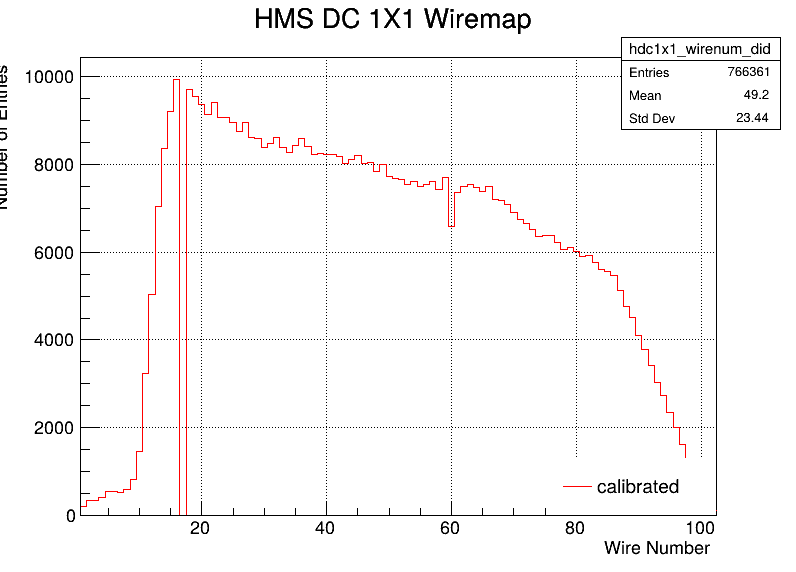 HMS DC 1X1 Wiremap
hdc1x1_wirenum_did
Entries 766361
Mean 49.2
Std Dev 23.44
Number of Entries
10000
8000
6000
4000
2000
0
20 40 60 80 100
Wire Number
calibrated